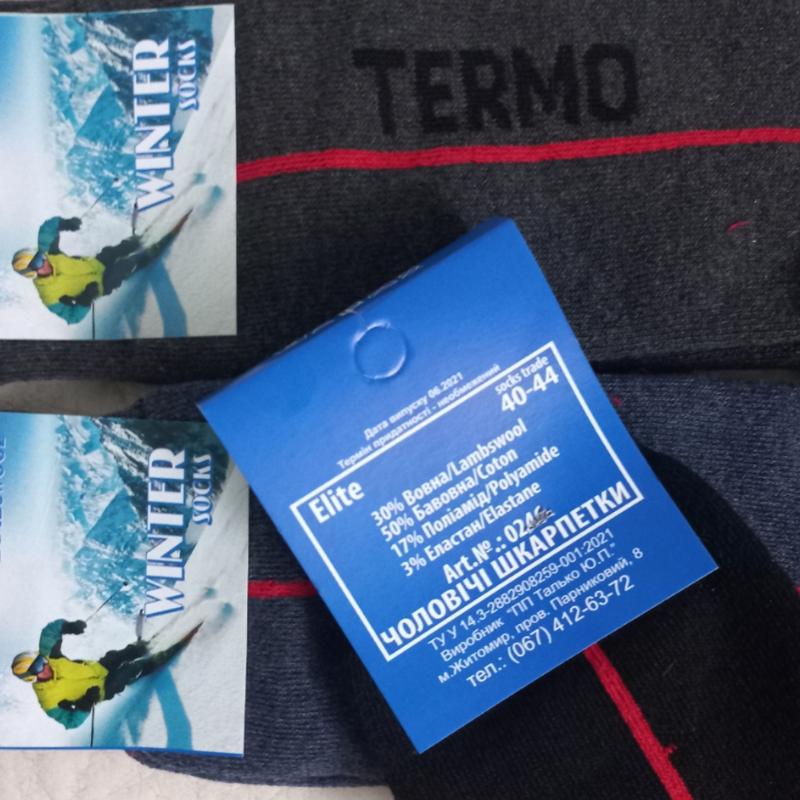 TERMO
WINTER
SOCKS
WINTER
SOCKS
Дата випуску 06.2021
Термін придатності - необмежений
socks trade
Elite
40-44
30% Вовна/Lambswool
50% Бавовна/Coton
17% Поліамід/Polyamide
3% Еластан/Elastane
Art.№.:
ЧОЛОВІЧІ ШКАРПЕТКИ
ТУ У 14.3-2882908259-001:2021
Виробник "ПП Талько Ю.П."
м.Житомир, пров. Парниковий, 8
тел.: (067) 412-63-72